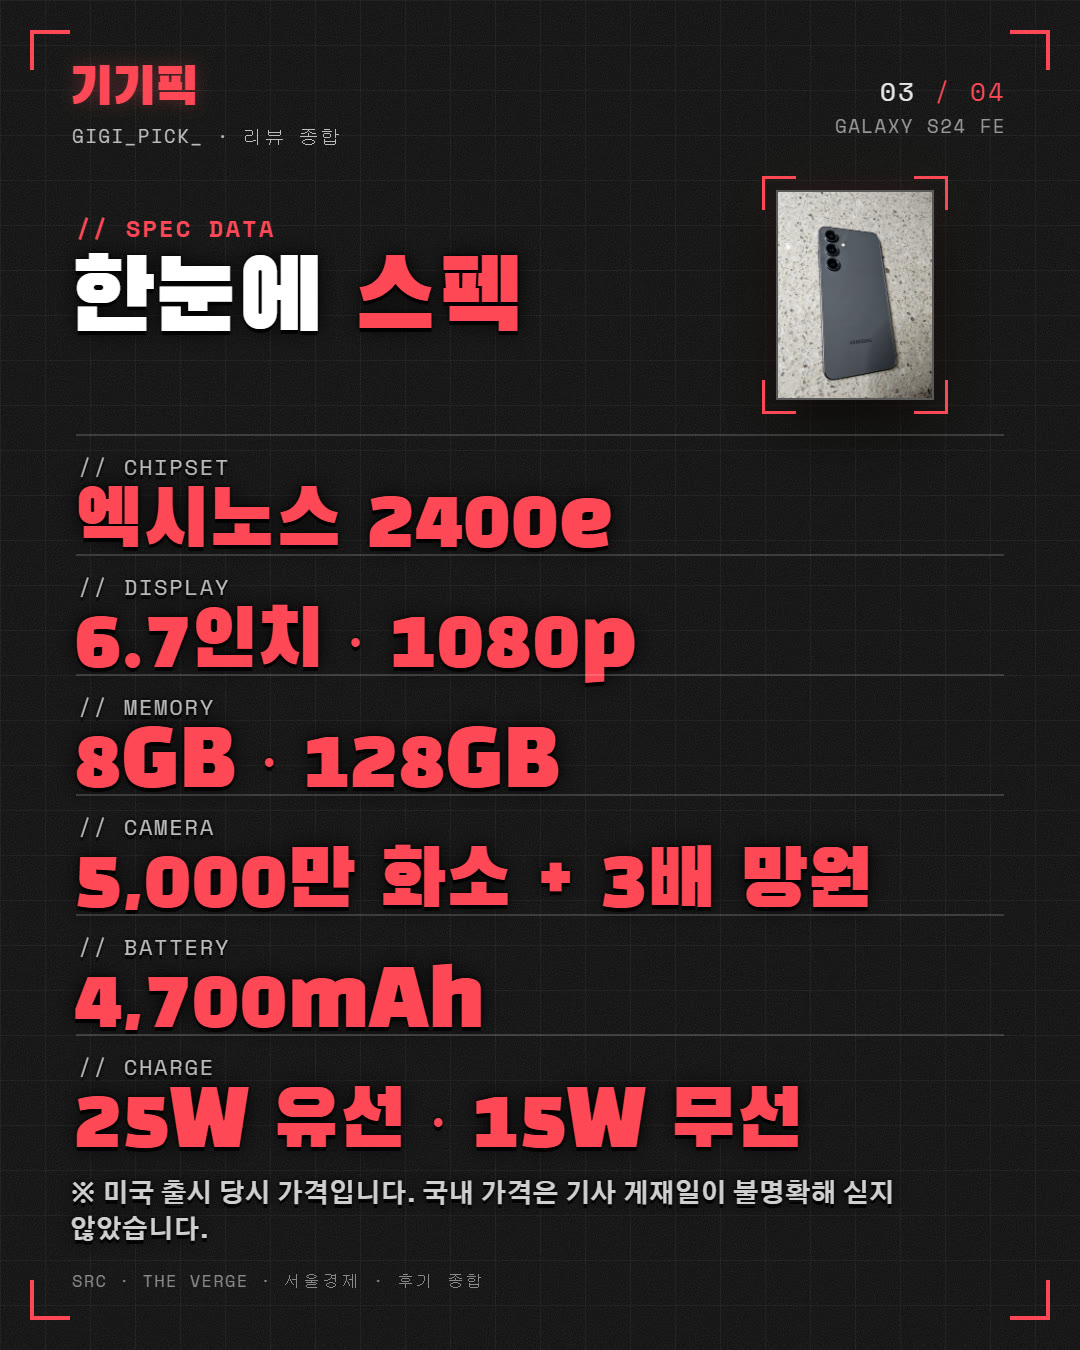 기기픽
GIGI_PICK_ · 리뷰 종합
03 / 04
GALAXY S24 FE
// SPEC DATA
한눈에 스펙
SAMSUNG
// CHIPSET
엑시노스 2400e
// DISPLAY
6.7인치 · 1080p
// MEMORY
8GB · 128GB
// CAMERA
5,000만 화소 + 3배 망원
// BATTERY
4,700mAh
// CHARGE
25W 유선 · 15W 무선
※ 미국 출시 당시 가격입니다. 국내 가격은 기사 게재일이 불명확해 싣지
않았습니다.
SRC · THE VERGE · 서울경제 · 후기 종합